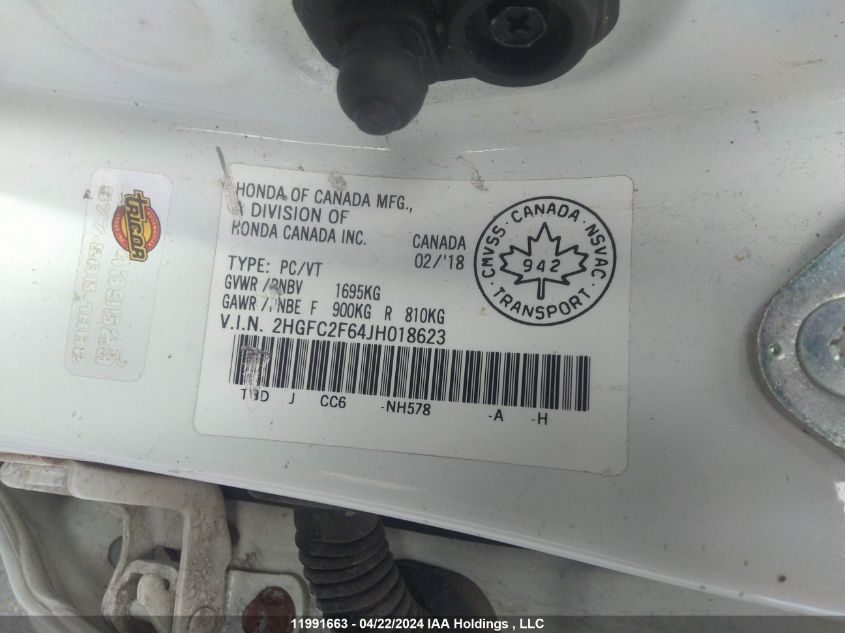 HONDA OF CANADA MFG.,
A DIVISION OF
HONDA CANADA INC.
CANADA
02/'18
TYPE: PC/VT
GVWR /PNBV 1695KG
GAWR / PNBE F 900KG R 810KG
V.I.N. 2HGFC2F64JH018623
TBD J CC6 -NH578 -A -H
CMVSS · CANADA · NSVAC
942
TRANSPORT
TRICOR
11991663 - 04/22/2024 IAA Holdings , LLC